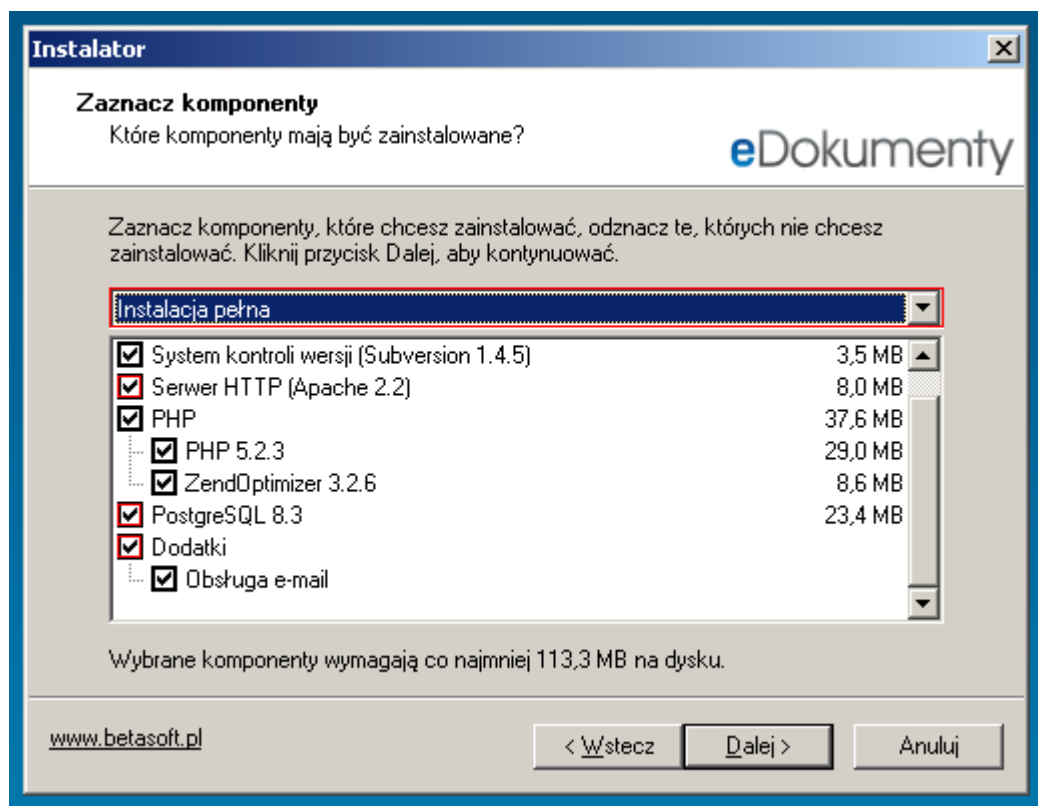 Instalator
Zaznacz komponenty
Które komponenty mają być zainstalowane?
eDokumenty
Zaznacz komponenty, które chcesz zainstalować, odznacz te, których nie chcesz
zainstalować. Kliknij przycisk Dalej, aby kontynuować.
Instalacja pełna
System kontroli wersji (Subversion 1.4.5) 3,5 MB
Serwer HTTP (Apache 2.2) 8,0 MB
PHP 37,6 MB
PHP 5.2.3 29,0 MB
ZendOptimizer 3.2.6 8,6 MB
PostgreSQL 8.3 23,4 MB
Dodatki
Obsługa e-mail
Wybrane komponenty wymagają co najmniej 113,3 MB na dysku.
www.betasoft.pl < Wstecz Dalej > Anuluj